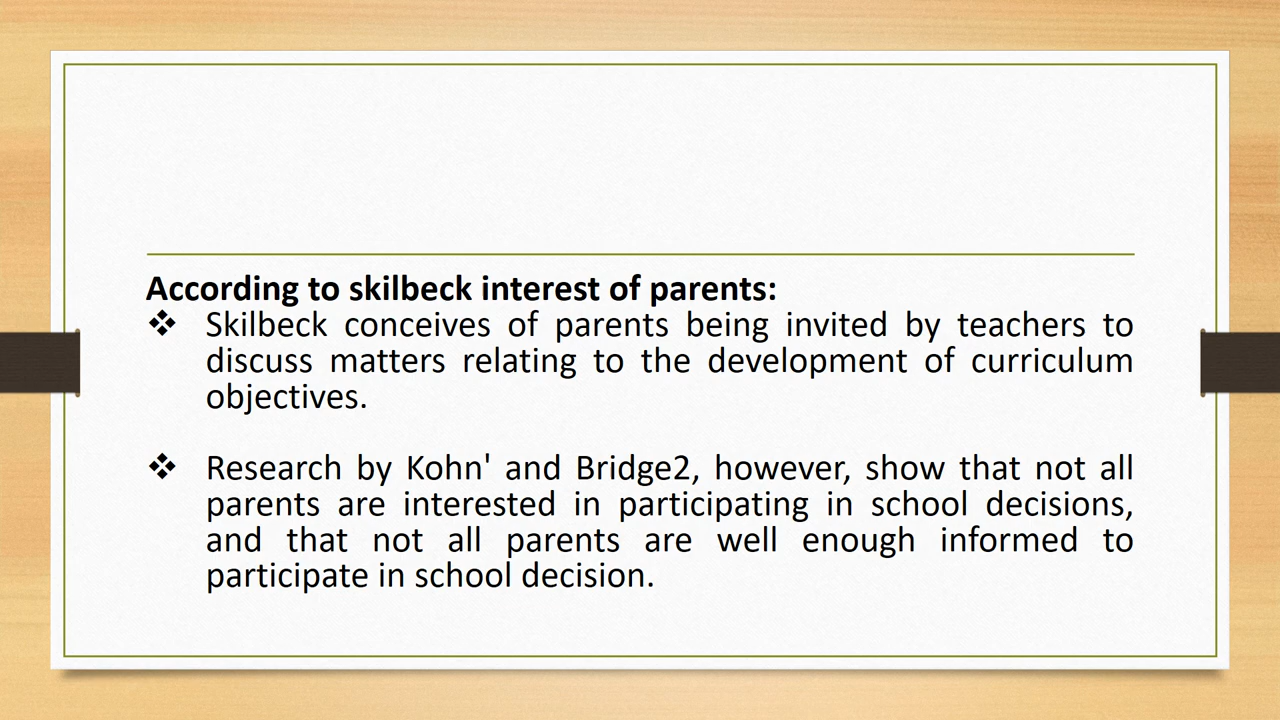 According to skilbeck interest of parents:
❖ Skilbeck conceives of parents being invited by teachers to
discuss matters relating to the development of curriculum
objectives.
❖ Research by Kohn' and Bridge2, however, show that not all
parents are interested in participating in school decisions,
and that not all parents are well enough informed to
participate in school decision.